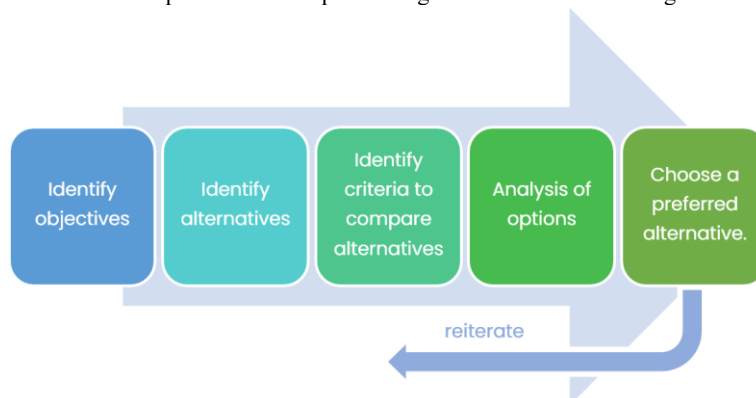 Identify
objectives
Identify
alternatives
Identify
criteria to
compare
alternatives
Analysis of
options
Choose a
preferred
alternative.
reiterate